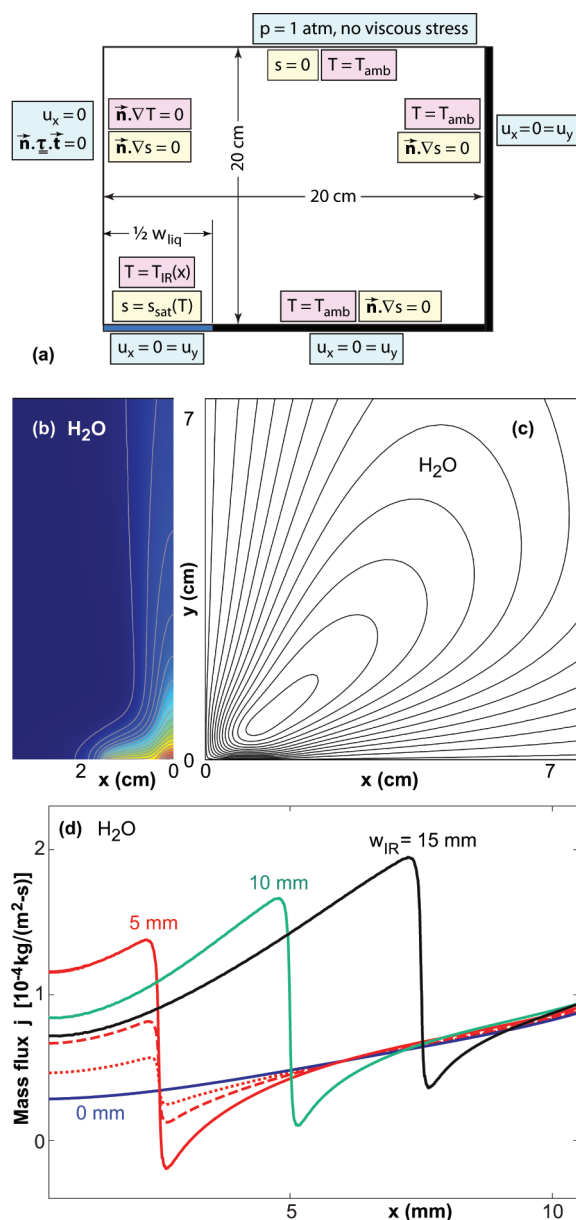 p = 1 atm, no viscous stress
s = 0 T = T_amb
u_x = 0
n⃗.τ̳.t⃗ = 0
n⃗.∇T = 0
n⃗.∇s = 0
20 cm
T = T_amb
n⃗.∇s = 0
u_x = 0 = u_y
20 cm
½ w_liq
T = T_IR(x)
s = s_sat(T)
T = T_amb n⃗.∇s = 0
(a)
u_x = 0 = u_y
u_x = 0 = u_y
(b) H₂O
2
0
x (cm)
(c)
H₂O
7
y (cm)
0
0
7
x (cm)
(d) H₂O
w_IR = 15 mm
10 mm
5 mm
0 mm
2
1
0
Mass flux j [10⁻⁴ kg/(m²-s)]
5
10
x (mm)